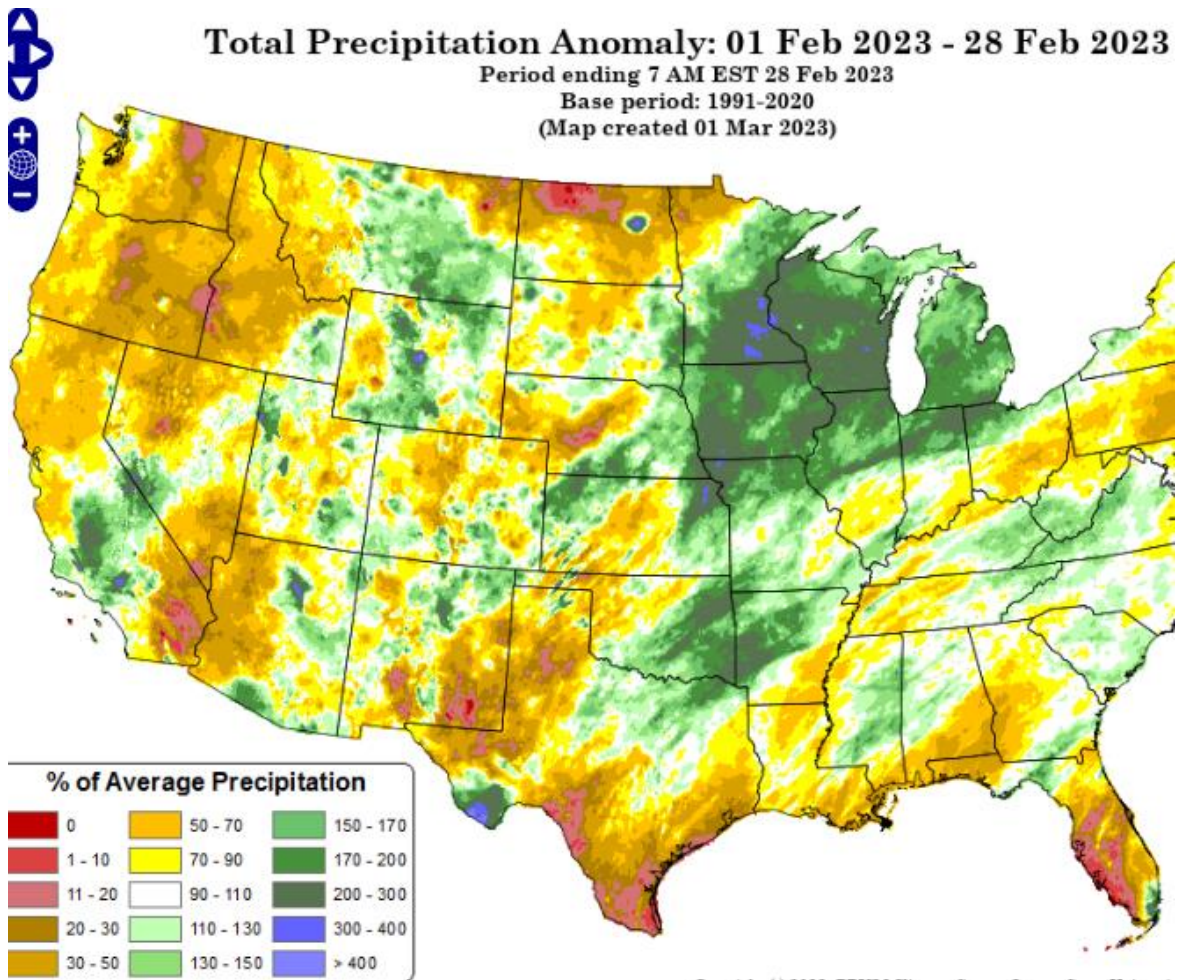 Total Precipitation Anomaly: 01 Feb 2023 - 28 Feb 2023
Period ending 7 AM EST 28 Feb 2023
Base period: 1991-2020
(Map created 01 Mar 2023)
% of Average Precipitation
0
1 - 10
11 - 20
20 - 30
30 - 50
50 - 70
70 - 90
90 - 110
110 - 130
130 - 150
150 - 170
170 - 200
200 - 300
300 - 400
> 400